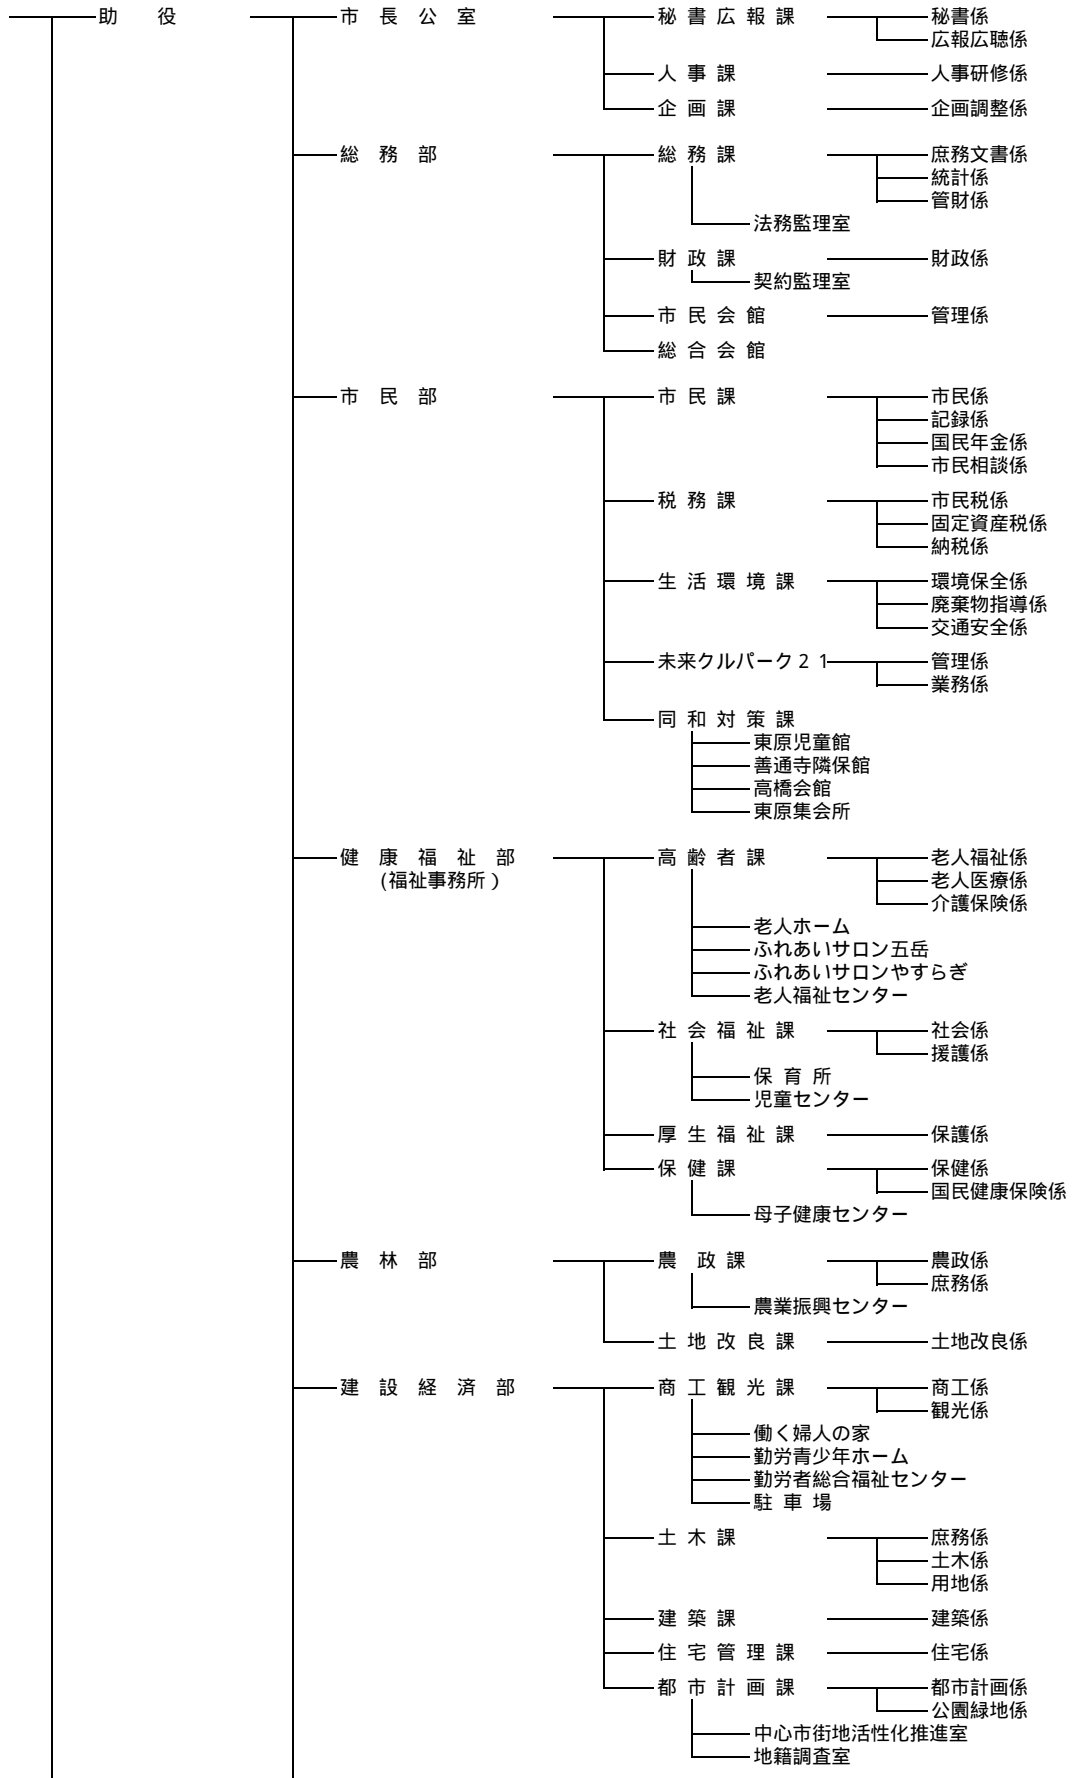 助　役　市 長 公 室　秘 書 広 報 課　秘書係
広報広聴係
人 事 課　人事研修係
企 画 課　企画調整係
総　務　部　総 務 課　庶務文書係
統計係
管財係
法務監理室
財 政 課　財政係
契約監理室
市 民 会 館　管理係
総 合 会 館
市　民　部　市 民 課　市民係
記録係
国民年金係
市民相談係
税 務 課　市民税係
固定資産税係
納税係
生 活 環 境 課　環境保全係
廃棄物指導係
交通安全係
未来クルパーク２１　管理係
業務係
同 和 対 策 課
東原児童館
善通寺隣保館
高橋会館
東原集会所
健　康　福　祉　部　高 齢 者 課　老人福祉係
(福祉事務所）　老人医療係
介護保険係
老人ホーム
ふれあいサロン五岳
ふれあいサロンやすらぎ
老人福祉センター
社 会 福 祉 課　社会係
援護係
保 育 所
児童センター
厚 生 福 祉 課　保護係
保 健 課　保健係
国民健康保険係
母子健康センター
農　林　部　農　政 課　農政係
庶務係
農業振興センター
土 地 改 良 課　土地改良係
建　設　経　済　部　商 工 観 光 課　商工係
観光係
働く婦人の家
勤労青少年ホーム
勤労者総合福祉センター
駐 車 場
土 木 課　庶務係
土木係
用地係
建 築 課　建築係
住 宅 管 理 課　住宅係
都 市 計 画 課　都市計画係
公園緑地係
中心市街地活性化推進室
地籍調査室